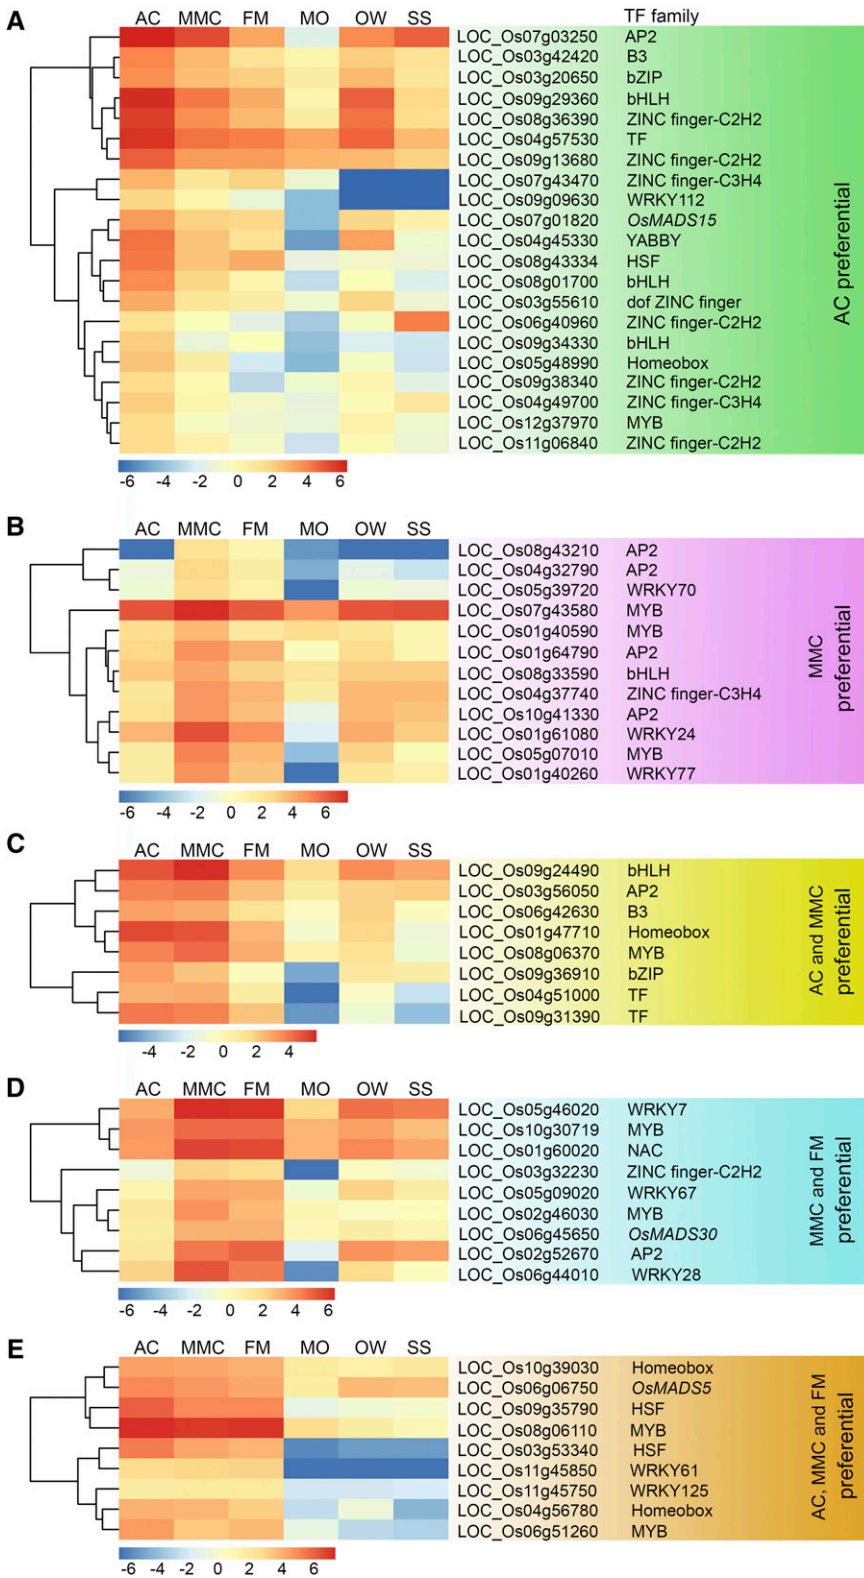 A AC MMC FM MO OW SS TF family
LOC_Os07g03250 AP2
LOC_Os03g42420 B3
LOC_Os03g20650 bZIP
LOC_Os09g29360 bHLH
LOC_Os08g36390 ZINC finger-C2H2
LOC_Os04g57530 TF
LOC_Os09g13680 ZINC finger-C2H2
LOC_Os07g43470 ZINC finger-C3H4
LOC_Os09g09630 WRKY112
LOC_Os07g01820 OsMADS15
LOC_Os04g45330 YABBY
LOC_Os08g43334 HSF
LOC_Os08g01700 bHLH
LOC_Os03g55610 dof ZINC finger
LOC_Os06g40960 ZINC finger-C2H2
LOC_Os09g34330 bHLH
LOC_Os05g48990 Homeobox
LOC_Os09g38340 ZINC finger-C2H2
LOC_Os04g49700 ZINC finger-C3H4
LOC_Os12g37970 MYB
LOC_Os11g06840 ZINC finger-C2H2
AC preferential
-6 -4 -2 0 2 4 6
B AC MMC FM MO OW SS
LOC_Os08g43210 AP2
LOC_Os04g32790 AP2
LOC_Os05g39720 WRKY70
LOC_Os07g43580 MYB
LOC_Os01g40590 MYB
LOC_Os01g64790 AP2
LOC_Os08g33590 bHLH
LOC_Os04g37740 ZINC finger-C3H4
LOC_Os10g41330 AP2
LOC_Os01g61080 WRKY24
LOC_Os05g07010 MYB
LOC_Os01g40260 WRKY77
MMC
preferential
-6 -4 -2 0 2 4 6
C AC MMC FM MO OW SS
LOC_Os09g24490 bHLH
LOC_Os03g56050 AP2
LOC_Os06g42630 B3
LOC_Os01g47710 Homeobox
LOC_Os08g06370 MYB
LOC_Os09g36910 bZIP
LOC_Os04g51000 TF
LOC_Os09g31390 TF
AC and MMC
preferential
-4 -2 0 2 4
D AC MMC FM MO OW SS
LOC_Os05g46020 WRKY7
LOC_Os10g30719 MYB
LOC_Os01g60020 NAC
LOC_Os03g32230 ZINC finger-C2H2
LOC_Os05g09020 WRKY67
LOC_Os02g46030 MYB
LOC_Os06g45650 OsMADS30
LOC_Os02g52670 AP2
LOC_Os06g44010 WRKY28
MMC and FM
preferential
-6 -4 -2 0 2 4 6
E AC MMC FM MO OW SS
LOC_Os10g39030 Homeobox
LOC_Os06g06750 OsMADS5
LOC_Os09g35790 HSF
LOC_Os08g06110 MYB
LOC_Os03g53340 HSF
LOC_Os11g45850 WRKY61
LOC_Os11g45750 WRKY125
LOC_Os04g56780 Homeobox
LOC_Os06g51260 MYB
AC, MMC and FM
preferential
-6 -4 -2 0 2 4 6